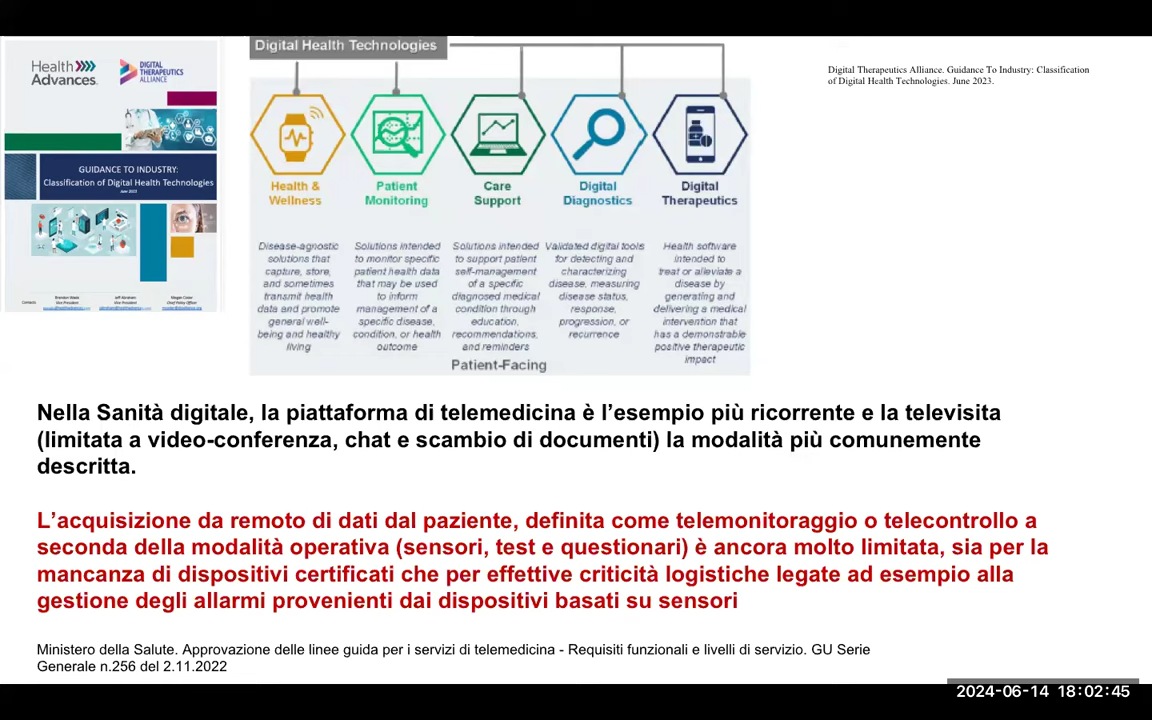 Health Advances
DIGITAL THERAPEUTICS ALLIANCE
GUIDANCE TO INDUSTRY:
Classification of Digital Health Technologies
June 2023
Digital Health Technologies
Health & Wellness
Patient Monitoring
Care Support
Digital Diagnostics
Digital Therapeutics
Disease-agnostic
solutions that
capture, store,
and sometimes
transmit health
data and promote
general well-
being and healthy
living
Solutions intended
to monitor specific
patient health data
that may be used
to inform
management of a
specific disease,
condition, or health
outcome
Solutions intended
to support patient
self-management
of a specific
diagnosed medical
condition through
education,
recommendations,
and reminders
Validated digital tools
for detecting and
characterizing
disease, measuring
disease status,
response,
progression, or
recurrence
Health software
intended to
treat or alleviate a
disease by
generating and
delivering a medical
intervention that
has a demonstrable
positive therapeutic
impact
Patient-Facing
Digital Therapeutics Alliance. Guidance To Industry: Classification
of Digital Health Technologies. June 2023.
Nella Sanità digitale, la piattaforma di telemedicina è l’esempio più ricorrente e la televisita
(limitata a video-conferenza, chat e scambio di documenti) la modalità più comunemente
descritta.
L’acquisizione da remoto di dati dal paziente, definita come telemonitoraggio o telecontrollo a
seconda della modalità operativa (sensori, test e questionari) è ancora molto limitata, sia per la
mancanza di dispositivi certificati che per effettive criticità logistiche legate ad esempio alla
gestione degli allarmi provenienti dai dispositivi basati su sensori
Ministero della Salute. Approvazione delle linee guida per i servizi di telemedicina - Requisiti funzionali e livelli di servizio. GU Serie
Generale n.256 del 2.11.2022
2024-06-14 18:02:45